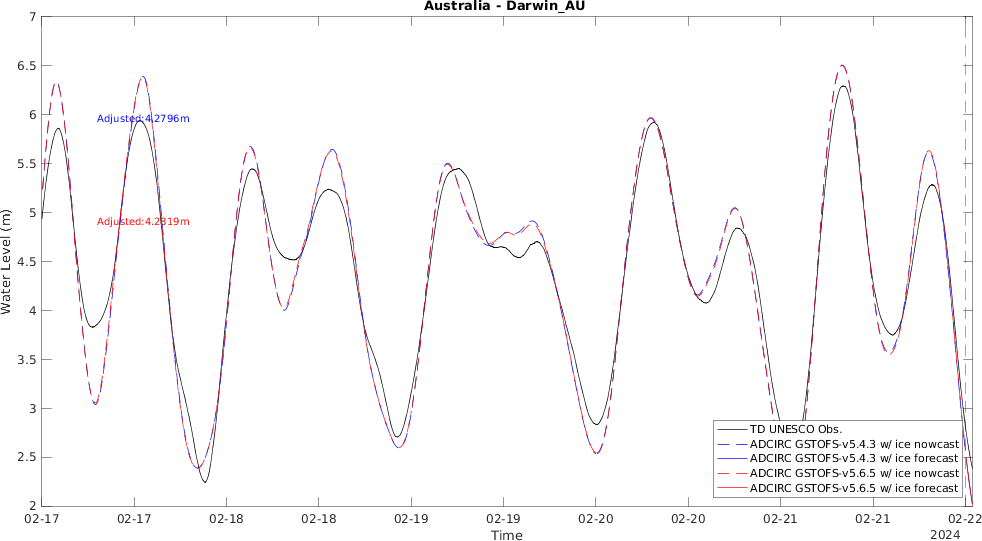 Australia - Darwin_AU
7
6.5
6
5.5
5
4.5
4
3.5
3
2.5
2
Water Level (m)
Adjusted:4.2796m
Adjusted:4.2319m
TD UNESCO Obs.
ADCIRC GSTOFS-v5.4.3 w/ ice nowcast
ADCIRC GSTOFS-v5.4.3 w/ ice forecast
ADCIRC GSTOFS-v5.6.5 w/ ice nowcast
ADCIRC GSTOFS-v5.6.5 w/ ice forecast
02-17 02-17 02-18 02-18 02-19 02-19 02-20 02-20 02-21 02-21 02-22
Time
2024